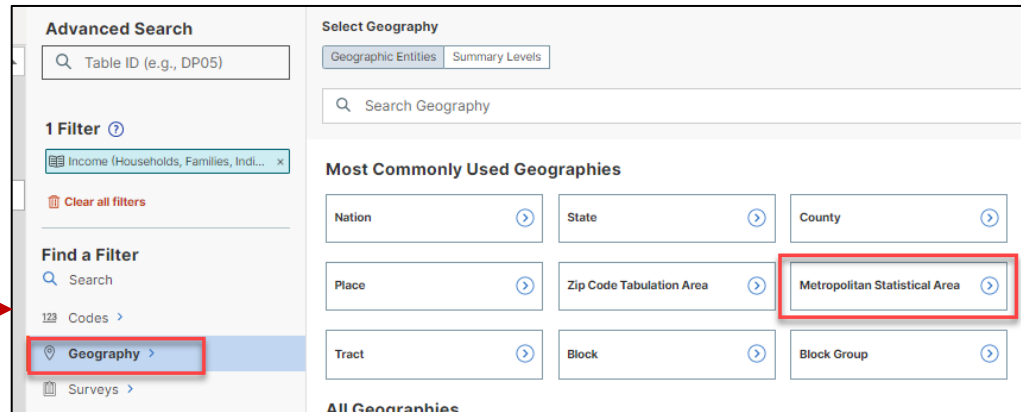 Advanced Search
Table ID (e.g., DP05)
1 Filter ?
Income (Households, Families, Indi... ×
Clear all filters
Find a Filter
Search
123 Codes >
Geography >
Surveys >
Select Geography
Geographic Entities Summary Levels
Search Geography
Most Commonly Used Geographies
Nation State County
Place Zip Code Tabulation Area Metropolitan Statistical Area
Tract Block Block Group
All Geographies